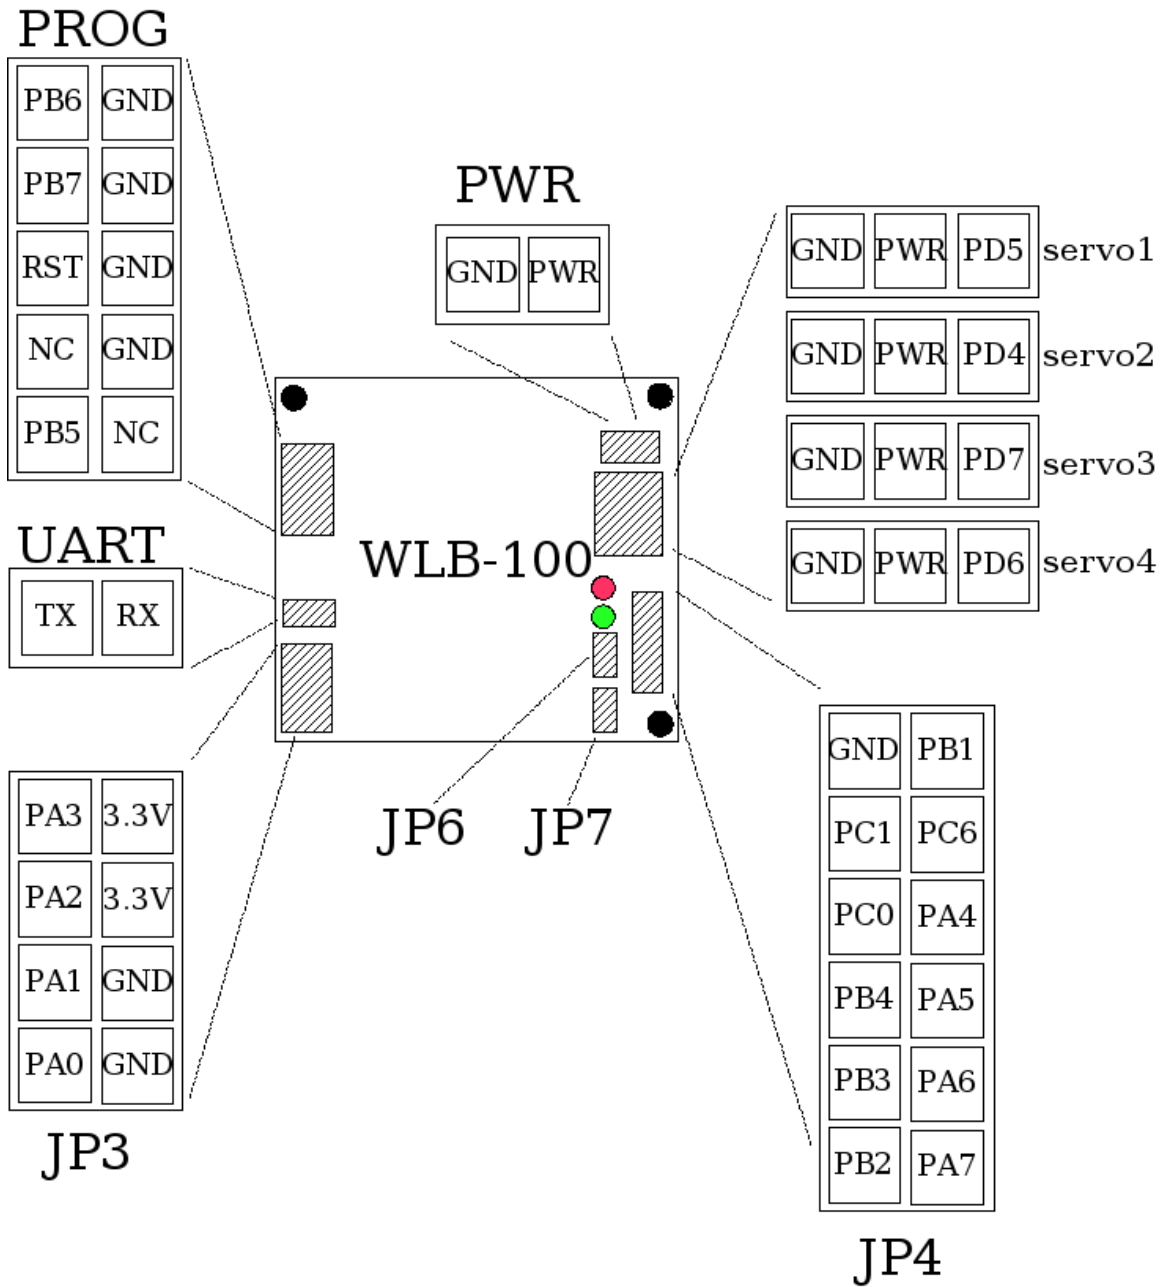 PROG
PB6 GND
PB7 GND
RST GND
NC GND
PB5 NC
PWR
GND PWR
GND PWR PD5 servo1
GND PWR PD4 servo2
GND PWR PD7 servo3
GND PWR PD6 servo4
UART
TX RX
WLB-100
PA3 3.3V
PA2 3.3V
PA1 GND
PA0 GND
JP3
JP6 JP7
GND PB1
PC1 PC6
PC0 PA4
PB4 PA5
PB3 PA6
PB2 PA7
JP4